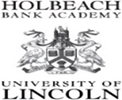 HOLBEACH
BANK ACADEMY
UNIVERSITY OF
LINCOLN